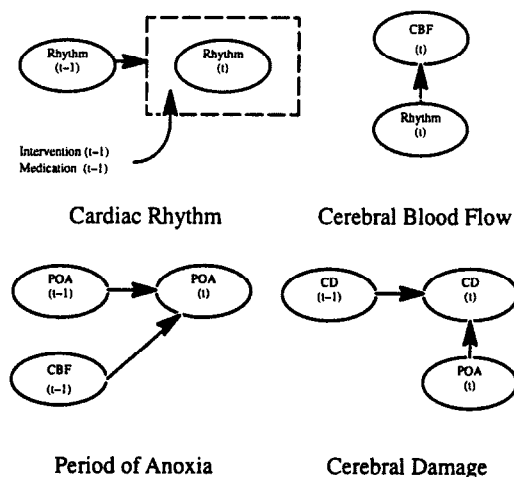 Rhythm
(t-1)
Rhythm
(t)
Intervention (t-1)
Medication (t-1)
Cardiac Rhythm
CBF
(t)
Rhythm
(t)
Cerebral Blood Flow
POA
(t-1)
POA
(t)
CBF
(t-1)
Period of Anoxia
CD
(t-1)
CD
(t)
POA
(t)
Cerebral Damage